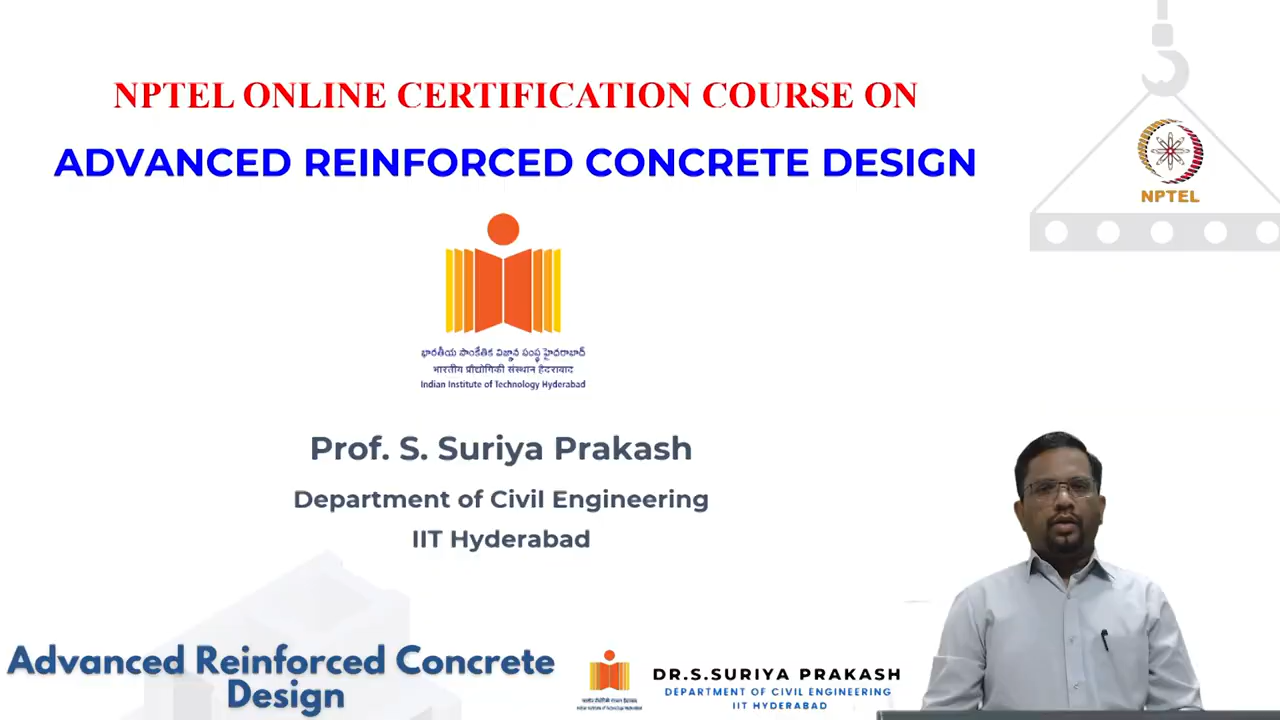 NPTEL ONLINE CERTIFICATION COURSE ON
ADVANCED REINFORCED CONCRETE DESIGN
NPTEL
భారతీయ సాంకేతిక విజ్ఞాన సంస్థ హైదరాబాద్
भारतीय प्रौद्योगिकी संस्थान हैदराबाद
Indian Institute of Technology Hyderabad
Prof. S. Suriya Prakash
Department of Civil Engineering
IIT Hyderabad
Advanced Reinforced Concrete
Design
DR.S.SURIYA PRAKASH
DEPARTMENT OF CIVIL ENGINEERING
IIT HYDERABAD